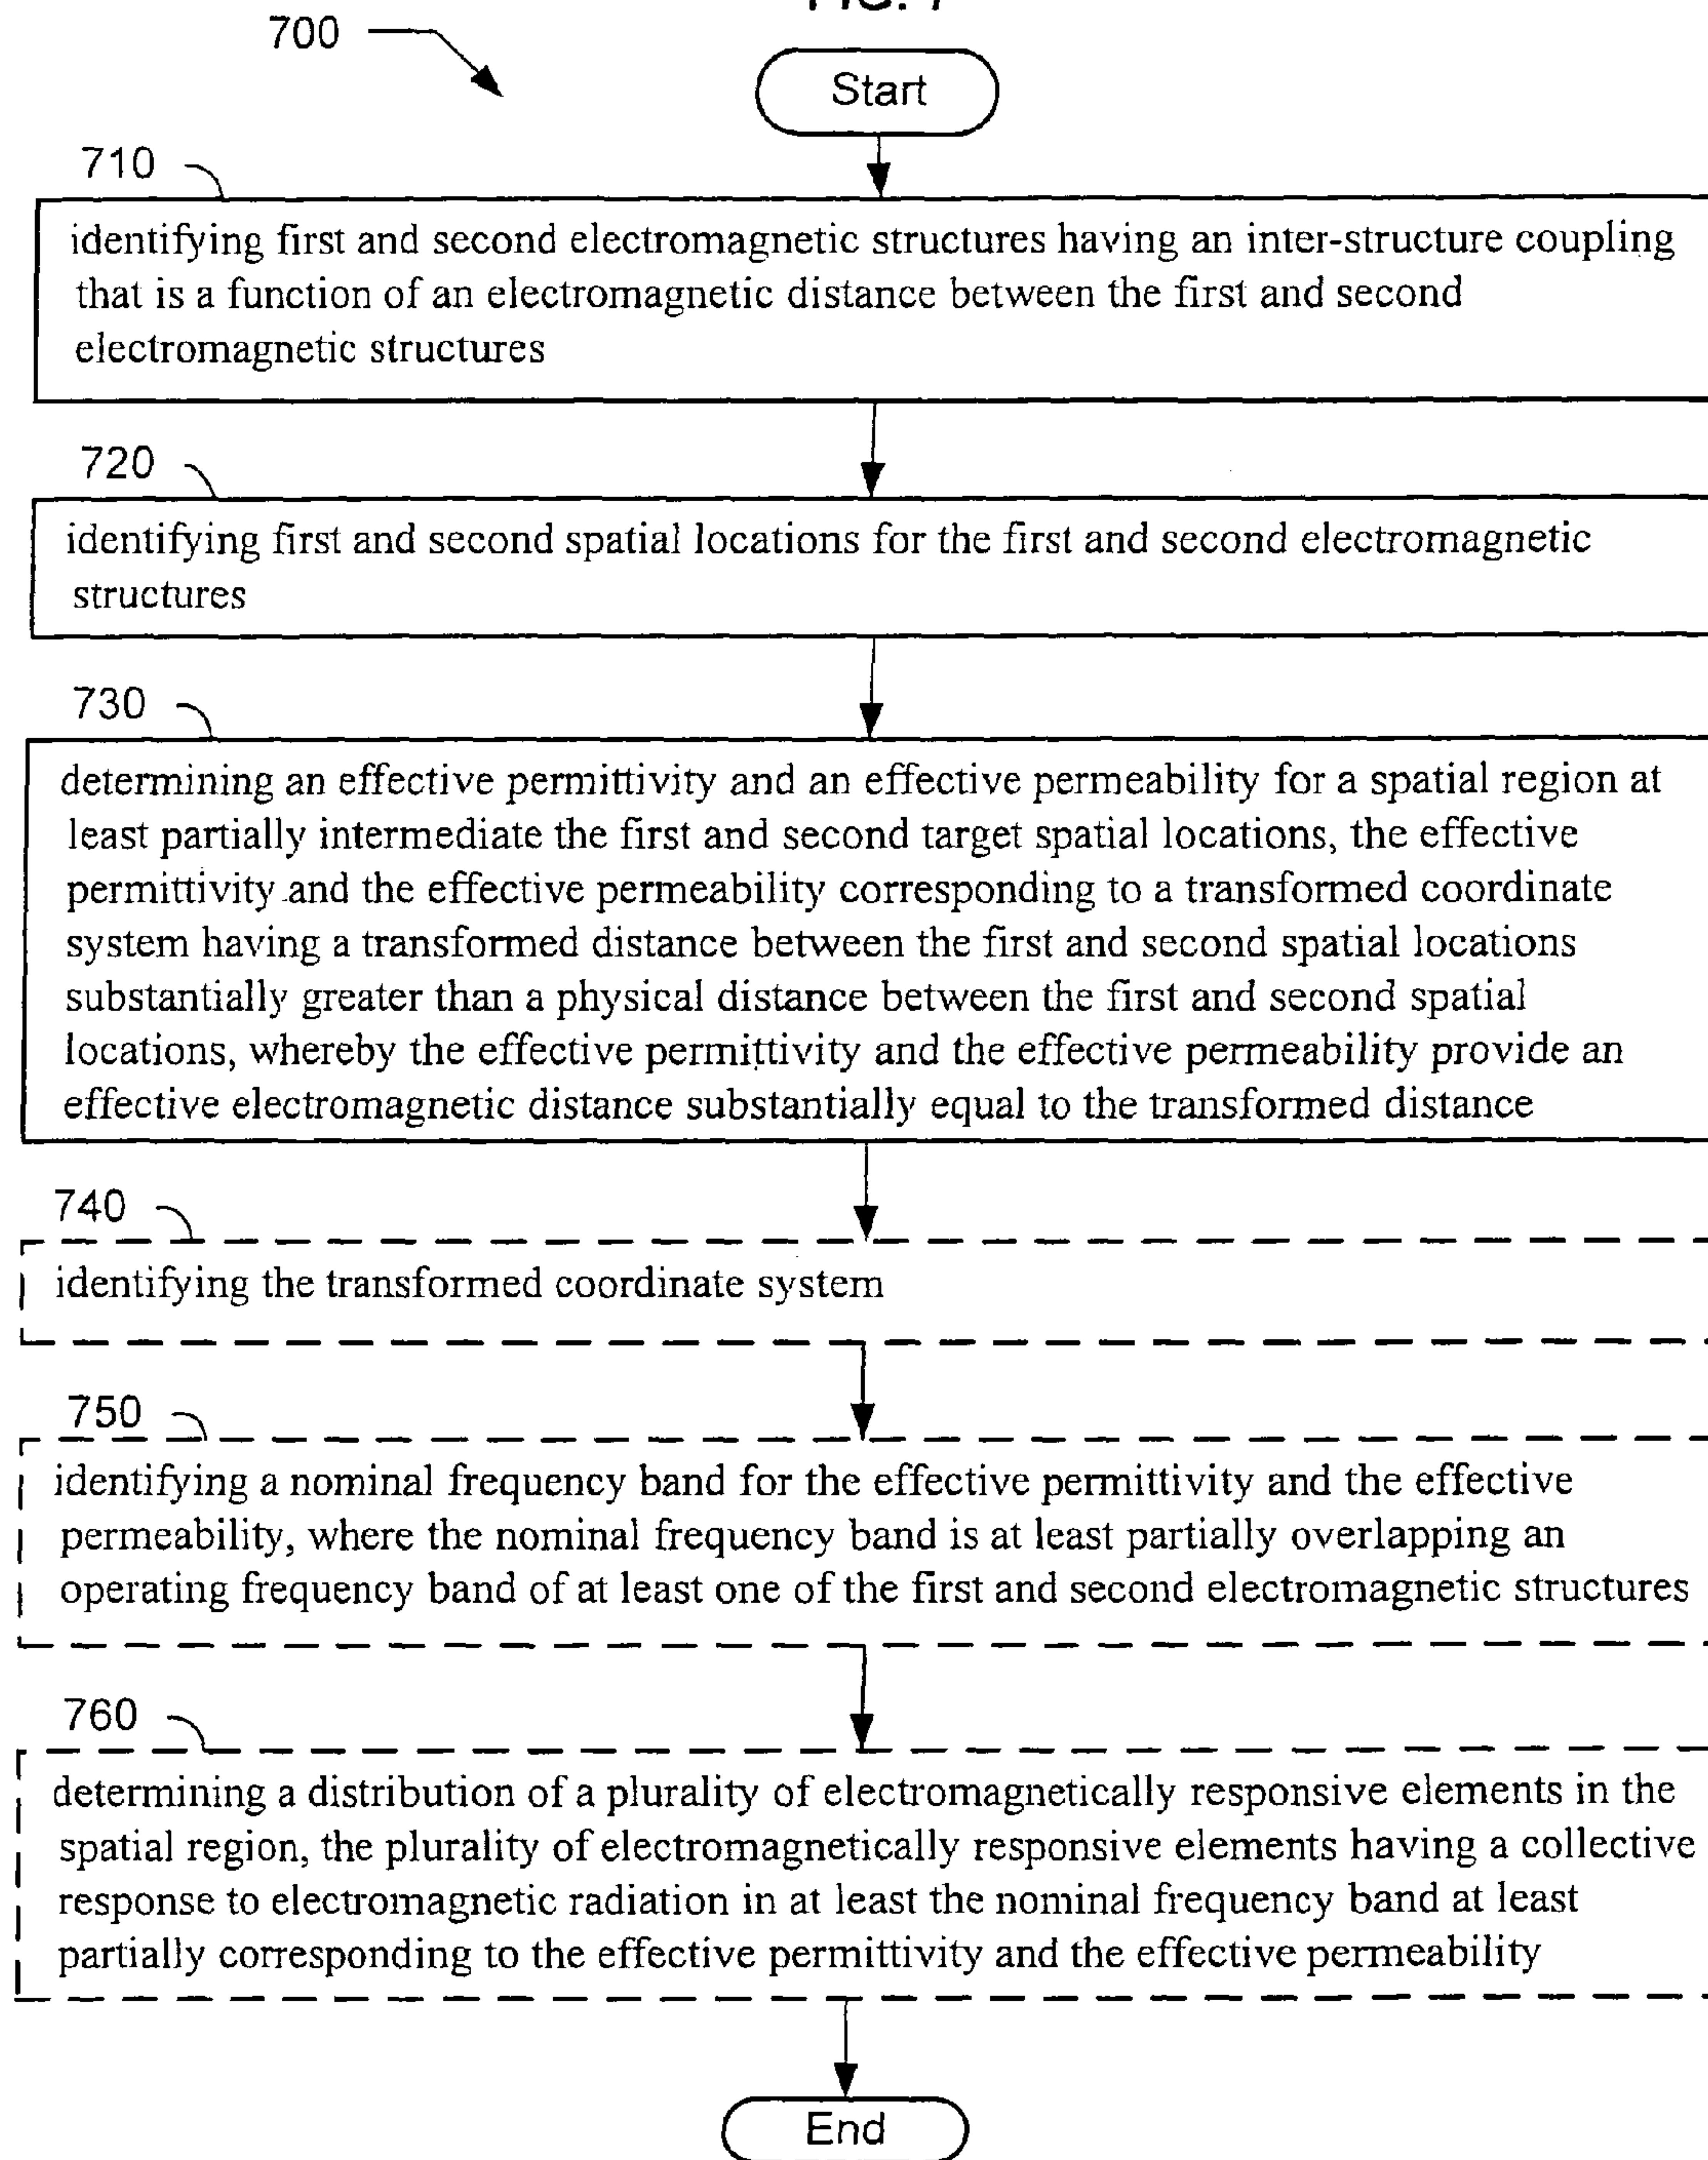 700
Start
710
identifying first and second electromagnetic structures having an inter-structure coupling
that is a function of an electromagnetic distance between the first and second
electromagnetic structures
720
identifying first and second spatial locations for the first and second electromagnetic
structures
730
determining an effective permittivity and an effective permeability for a spatial region at
least partially intermediate the first and second target spatial locations, the effective
permittivity and the effective permeability corresponding to a transformed coordinate
system having a transformed distance between the first and second spatial locations
substantially greater than a physical distance between the first and second spatial
locations, whereby the effective permittivity and the effective permeability provide an
effective electromagnetic distance substantially equal to the transformed distance
740
identifying the transformed coordinate system
750
identifying a nominal frequency band for the effective permittivity and the effective
permeability, where the nominal frequency band is at least partially overlapping an
operating frequency band of at least one of the first and second electromagnetic structures
760
determining a distribution of a plurality of electromagnetically responsive elements in the
spatial region, the plurality of electromagnetically responsive elements having a collective
response to electromagnetic radiation in at least the nominal frequency band at least
partially corresponding to the effective permittivity and the effective permeability
End